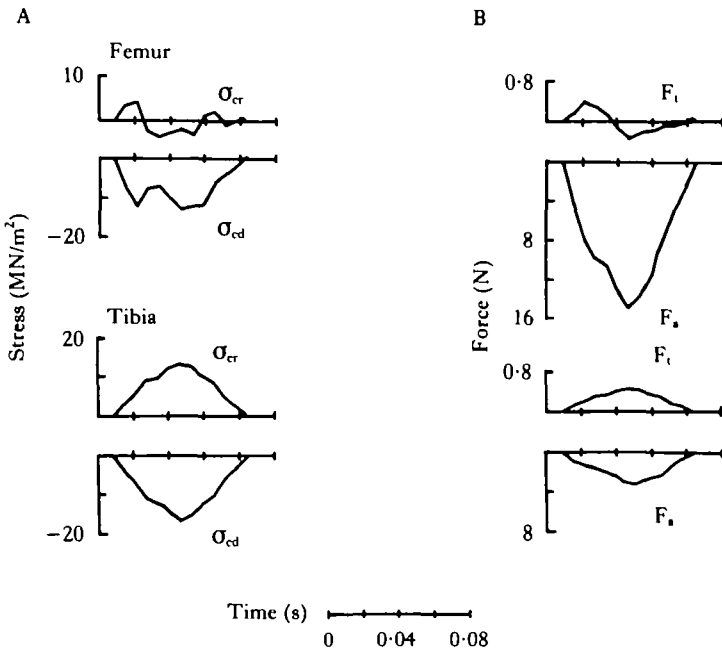 A
Femur
10
σcr
σcd
−20
Stress (MN/m²)
Tibia
20
σcr
σcd
−20
B
0·8
Ft
8
16
Fa
Force (N)
Ft
0·8
Fa
8
Time (s)
0 0·04 0·08